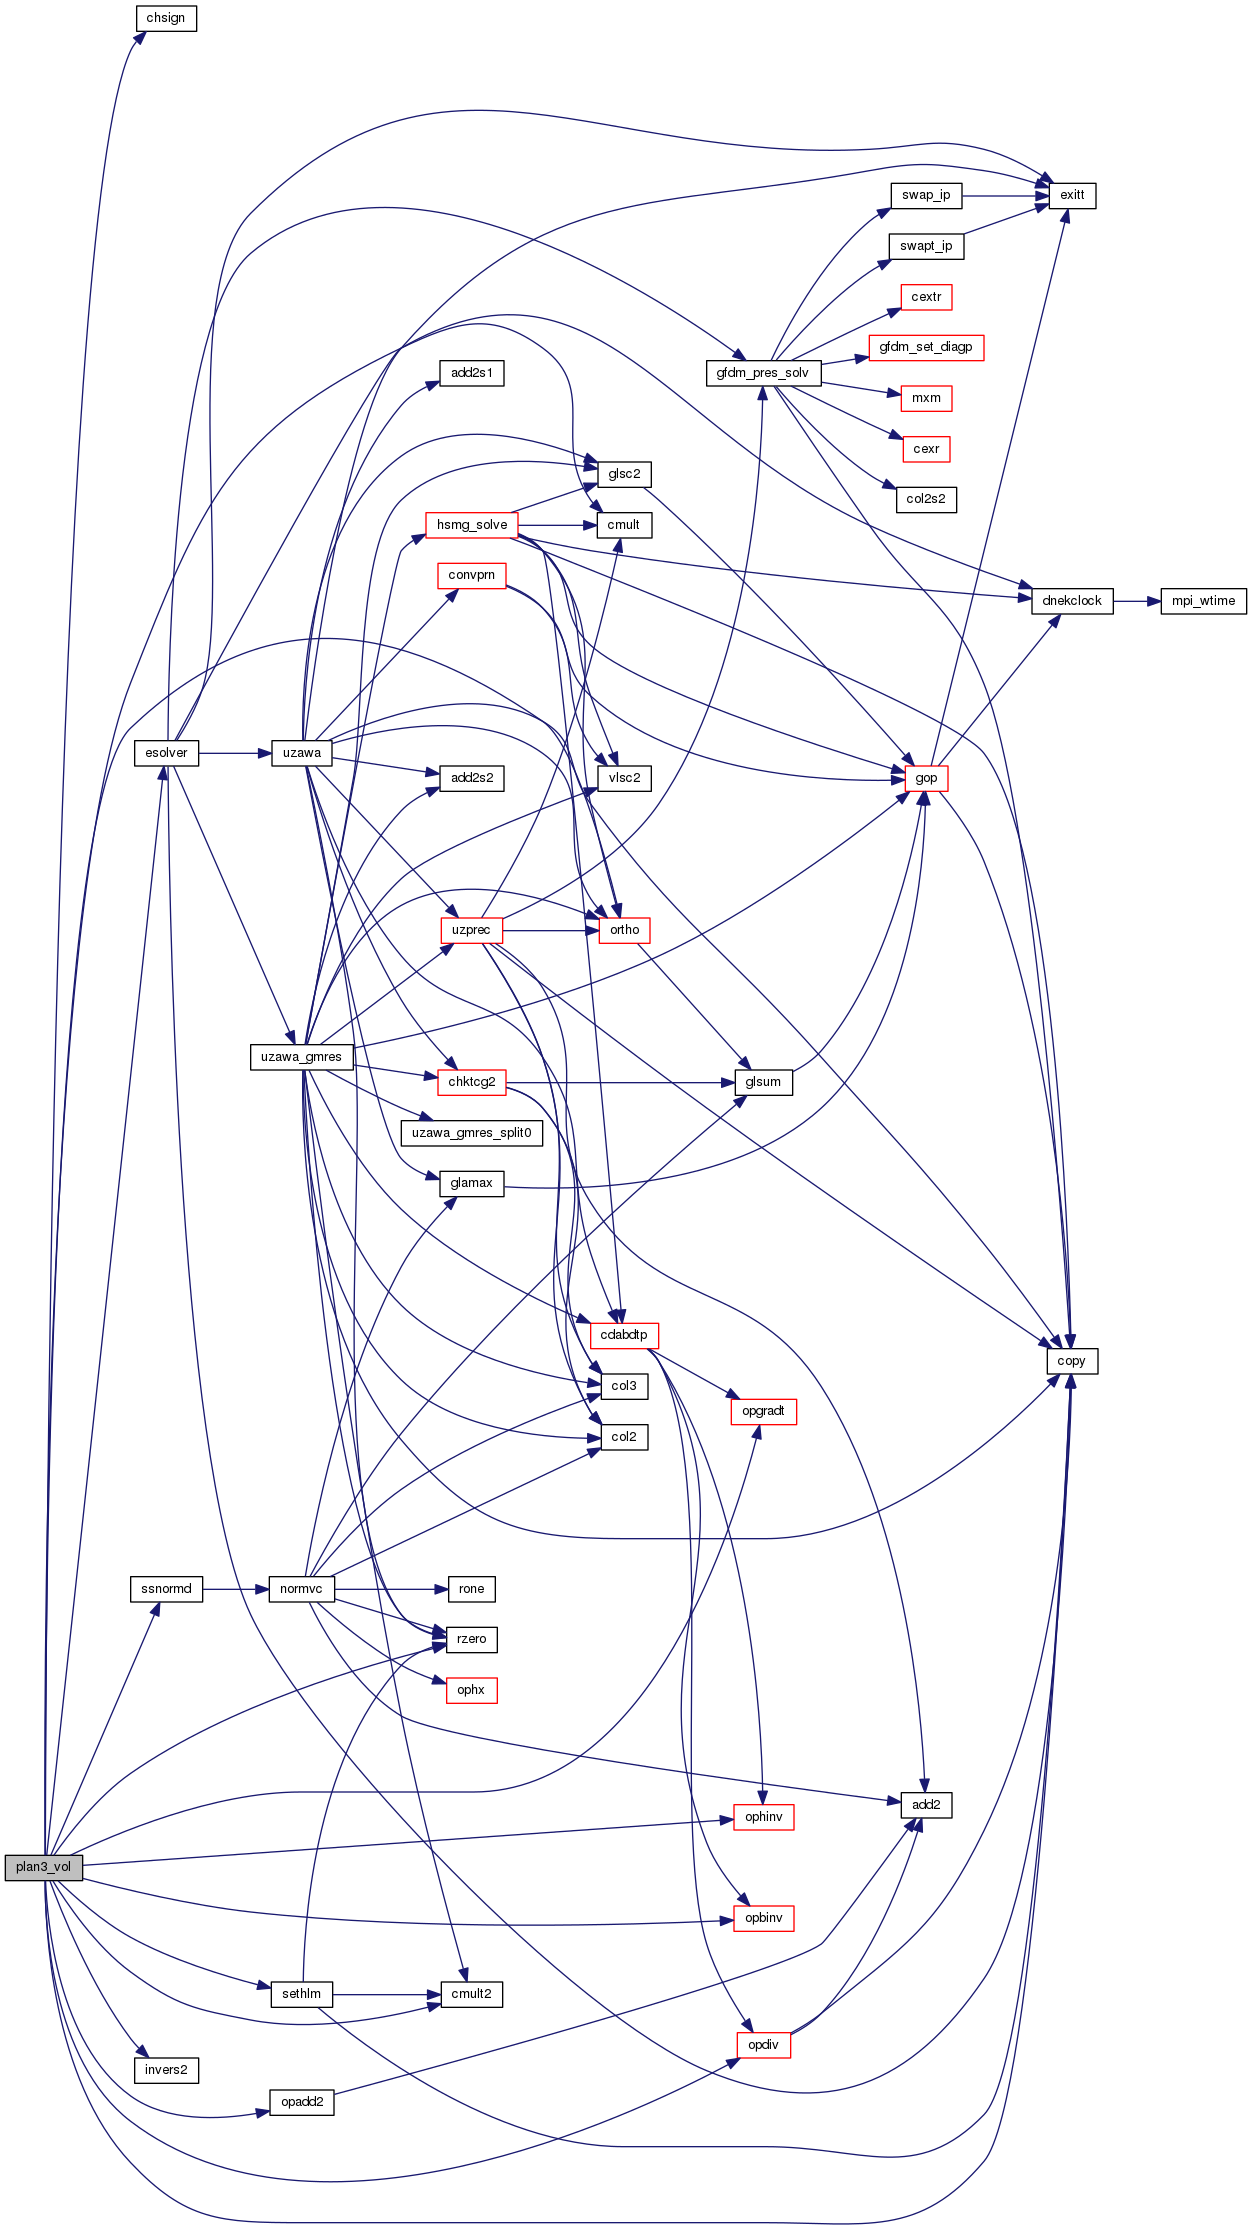 chsign
swap_ip
exitt
swapt_ip
cextr
gfdm_set_diagp
add2s1
gfdm_pres_solv
mxm
cexr
glsc2
col2s2
hsmg_solve
cmult
convprn
dnekclock
mpi_wtime
esolver
uzawa
add2s2
vlsc2
gop
uzprec
ortho
uzawa_gmres
chktcg2
glsum
uzawa_gmres_split0
glamax
cdabdtp
copy
col3
opgradt
col2
ssnormd
normvc
rone
rzero
ophx
add2
ophinv
plan3_vol
opbinv
sethlm
cmult2
opdiv
invers2
opadd2